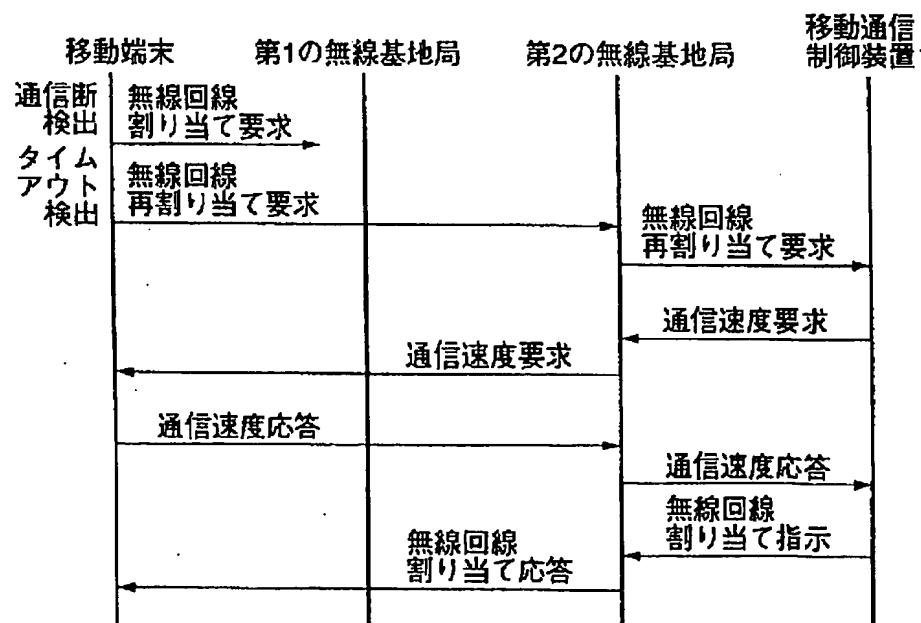 移動端末
第1の無線基地局
第2の無線基地局
移動通信
制御装置
通信断
検出
無線回線
割り当て要求
タイム
アウト
検出
無線回線
再割り当て要求
無線回線
再割り当て要求
通信速度要求
通信速度要求
通信速度応答
通信速度応答
無線回線
割り当て指示
無線回線
割り当て応答